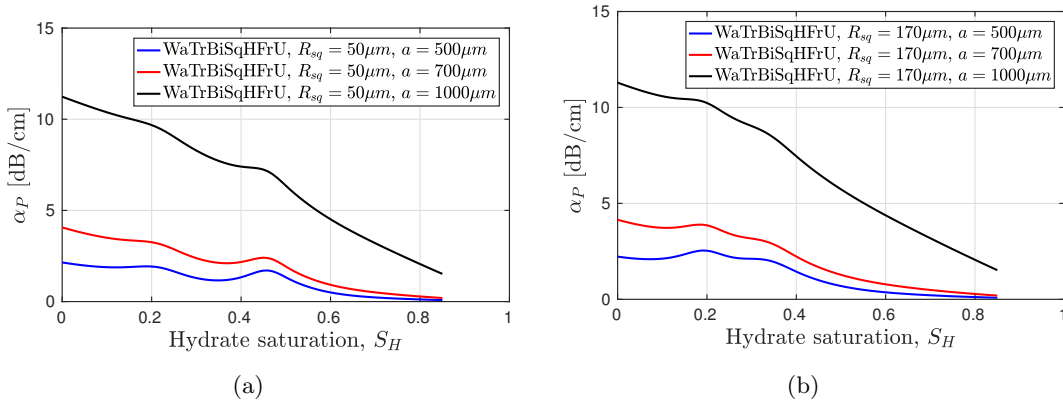 15
10
5
0
α_P [dB/cm]
WaTrBiSqHFrU, R_sq = 50μm, a = 500μm
WaTrBiSqHFrU, R_sq = 50μm, a = 700μm
WaTrBiSqHFrU, R_sq = 50μm, a = 1000μm
0 0.2 0.4 0.6 0.8 1
Hydrate saturation, S_H
(a)
15
10
5
0
α_P [dB/cm]
WaTrBiSqHFrU, R_sq = 170μm, a = 500μm
WaTrBiSqHFrU, R_sq = 170μm, a = 700μm
WaTrBiSqHFrU, R_sq = 170μm, a = 1000μm
0 0.2 0.4 0.6 0.8 1
Hydrate saturation, S_H
(b)